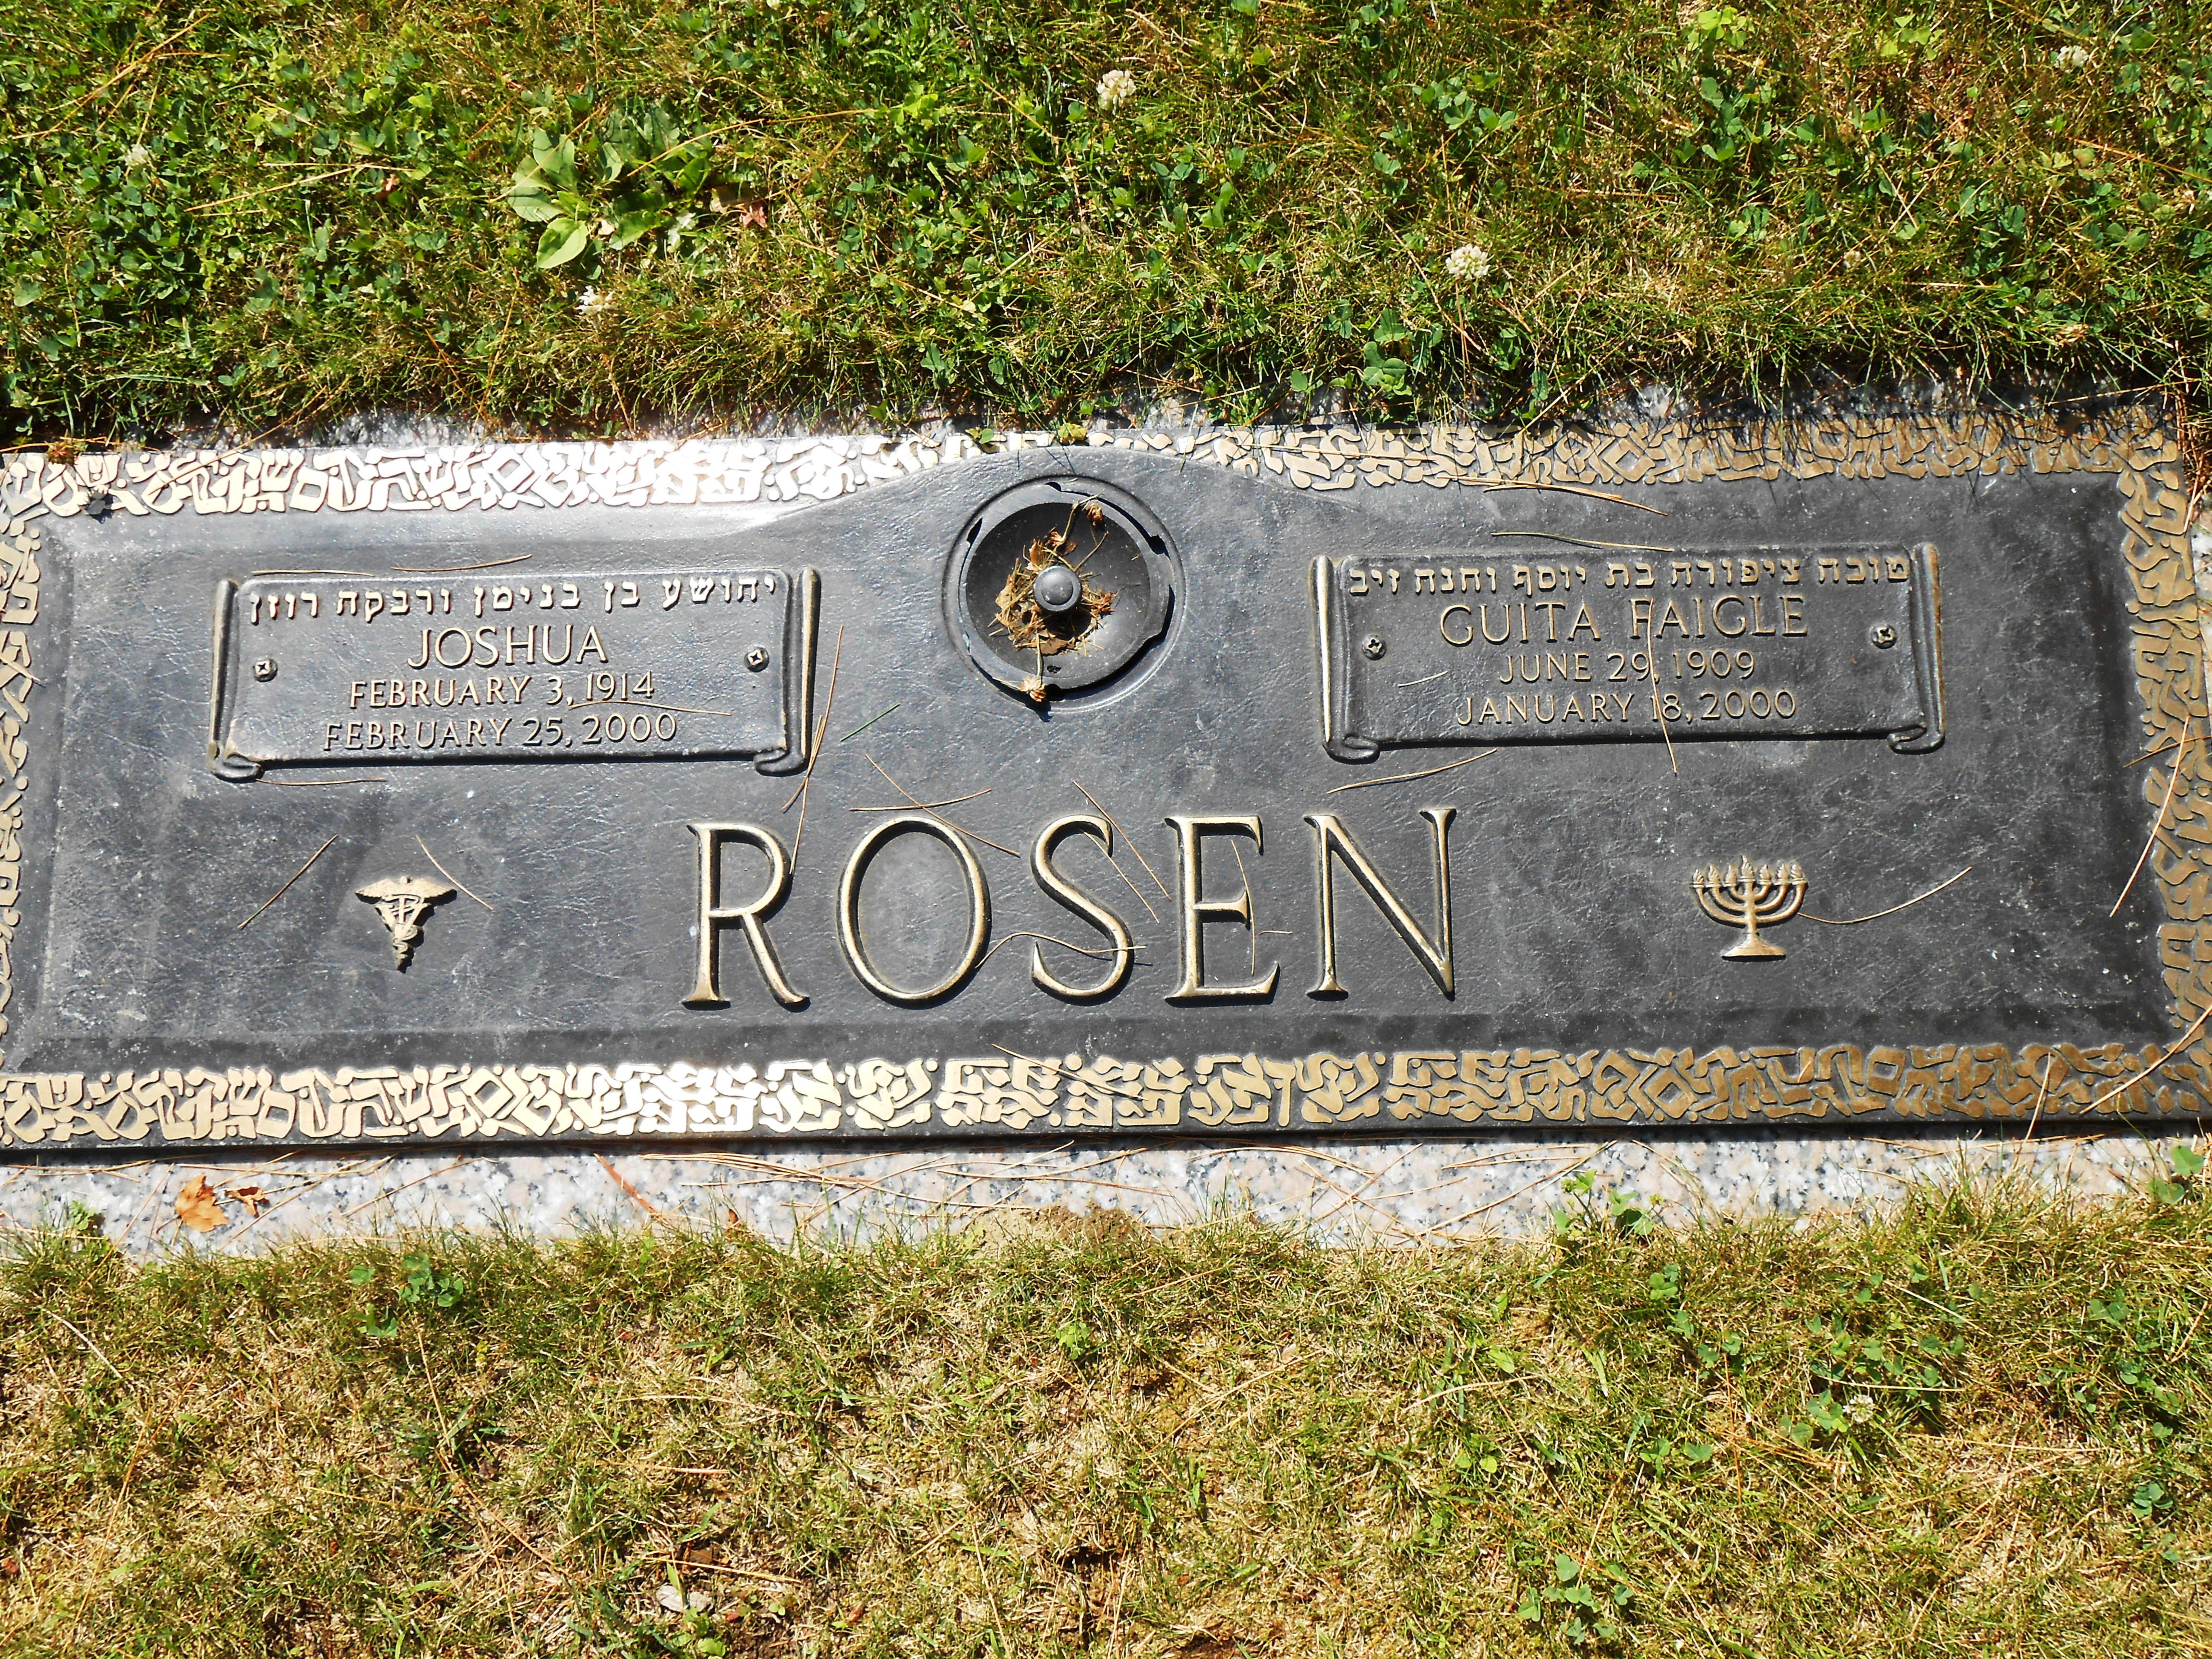 יהושע בן בנימן ורבקה רוזן
JOSHUA
FEBRUARY 3, 1914
FEBRUARY 25, 2000
טובה ציפורה בת יוסף וחנה זיב
GUITA FAIGLE
JUNE 29, 1909
JANUARY 18, 2000
ROSEN